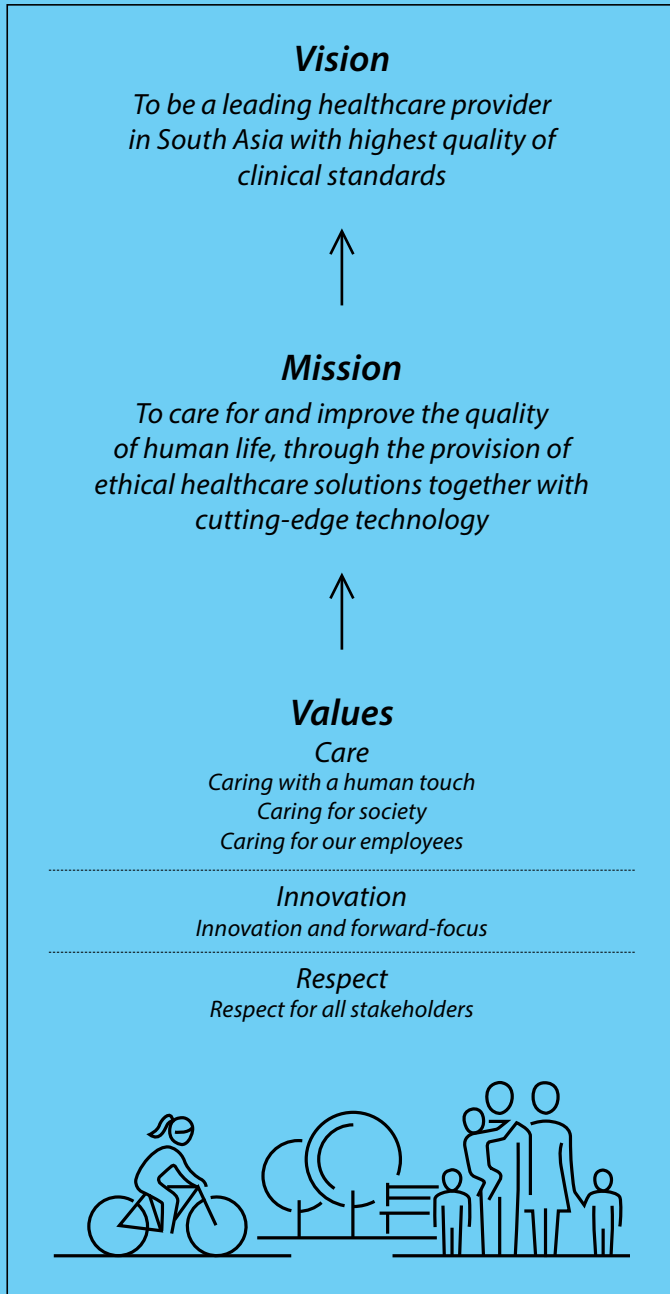 Vision
To be a leading healthcare provider
in South Asia with highest quality of
clinical standards
Mission
To care for and improve the quality
of human life, through the provision of
ethical healthcare solutions together with
cutting-edge technology
Values
Care
Caring with a human touch
Caring for society
Caring for our employees
Innovation
Innovation and forward-focus
Respect
Respect for all stakeholders